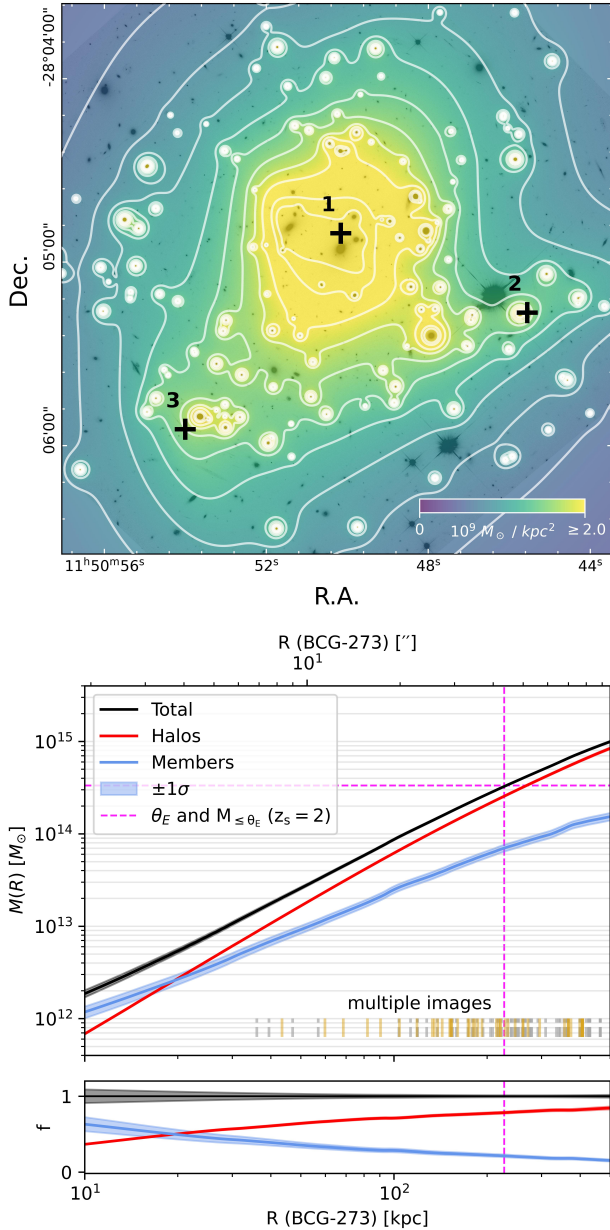 -28°04'00"
1
05'00"
Dec.
2
3
06'00"
0 10⁹ M⊙ / kpc² ≥ 2.0
11ʰ50ᵐ56ˢ 52ˢ 48ˢ 44ˢ
R.A.
R (BCG-273) [″]
10¹
Total
Halos
Members
±1σ
θ_E and M_≤θ_E (z_s = 2)
10¹⁵
10¹⁴
10¹³
10¹²
M(R) [M⊙]
multiple images
1
f
0
10¹ 10²
R (BCG-273) [kpc]